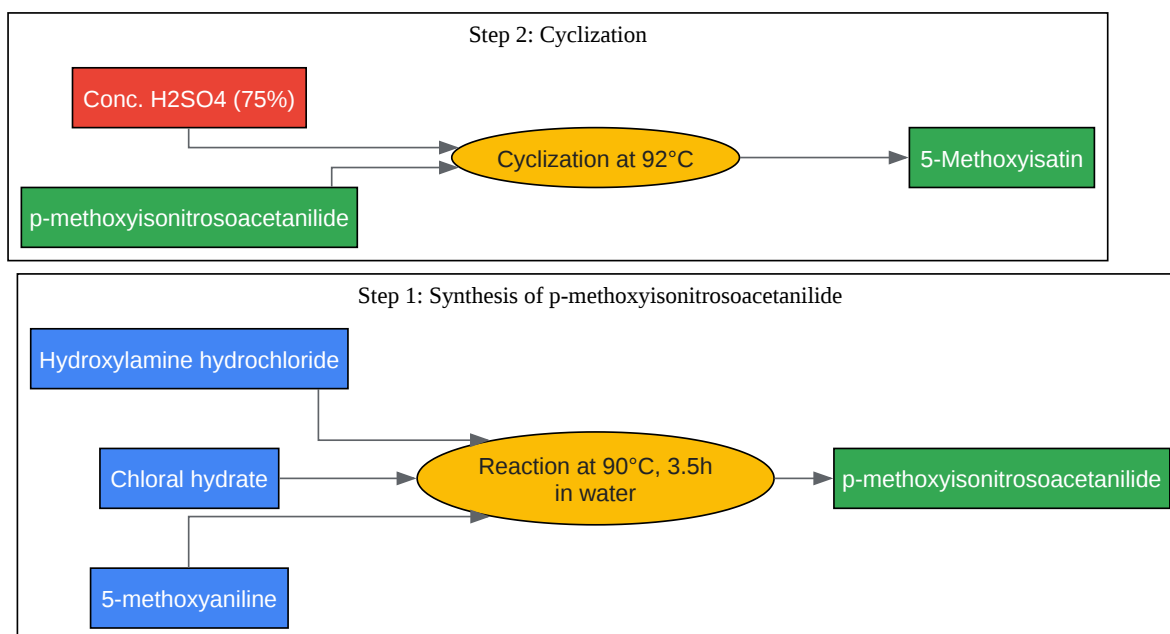 Step 2: Cyclization
Conc. H2SO4 (75%)
Cyclization at 92°C
5-Methoxyisatin
p-methoxyisonitrosoacetanilide
Step 1: Synthesis of p-methoxyisonitrosoacetanilide
Hydroxylamine hydrochloride
Chloral hydrate
Reaction at 90°C, 3.5h
in water
p-methoxyisonitrosoacetanilide
5-methoxyaniline